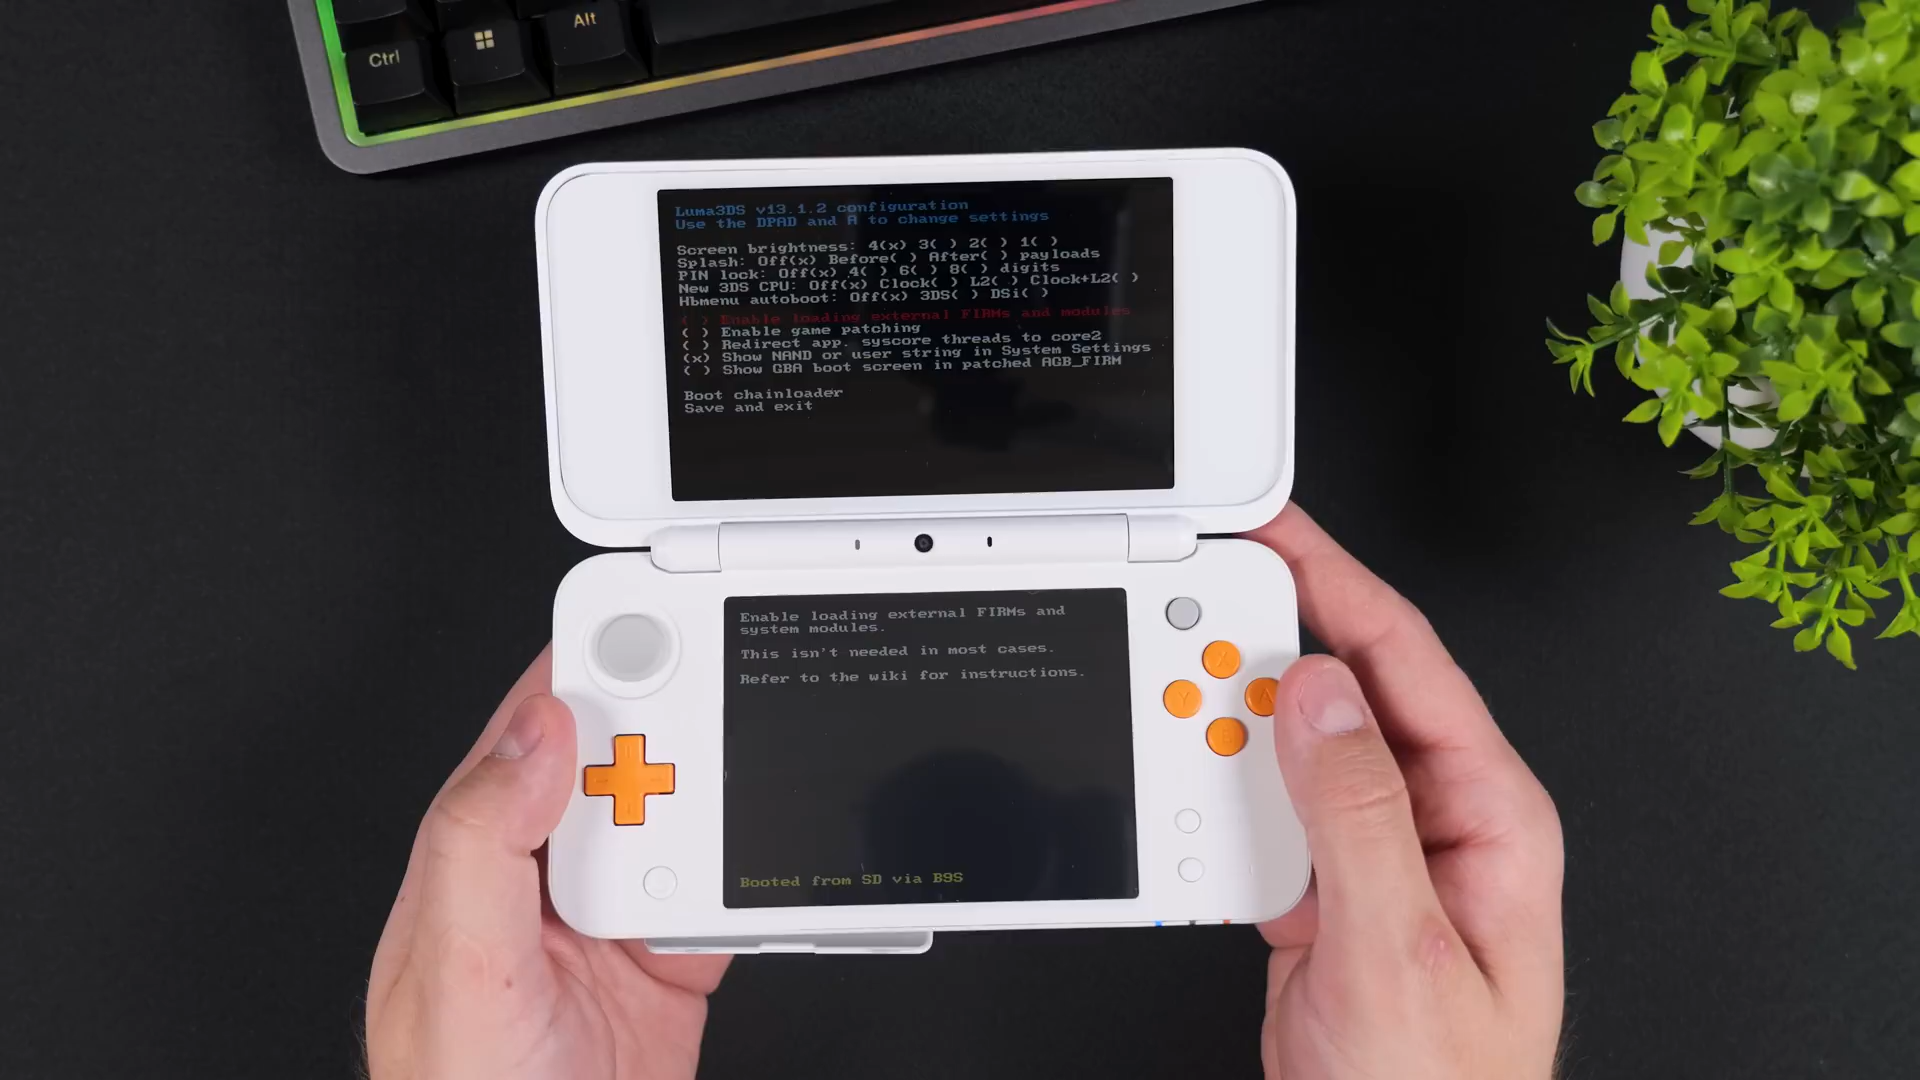 Ctrl
Alt
Luma3DS v13.1.2 configuration
Use the DPAD and A to change settings
Screen brightness: 4(x) 3( ) 2( ) 1( )
Splash: Off(x) Before( ) After( ) payloads
PIN lock: Off(x) 4( ) 6( ) 8( ) digits
New 3DS CPU: Off(x) Clock( ) L2( ) Clock+L2( )
Hbmenu autoboot: Off(x) 3DS( ) DSi( )
( ) Enable loading external FIRMs and modules
( ) Enable game patching
( ) Redirect app. syscore threads to core2
(x) Show NAND or user string in System Settings
( ) Show GBA boot screen in patched AGB_FIRM
Boot chainloader
Save and exit
Enable loading external FIRMs and
system modules.
This isn't needed in most cases.
Refer to the wiki for instructions.
X
Y
A
B
Booted from SD via B9S